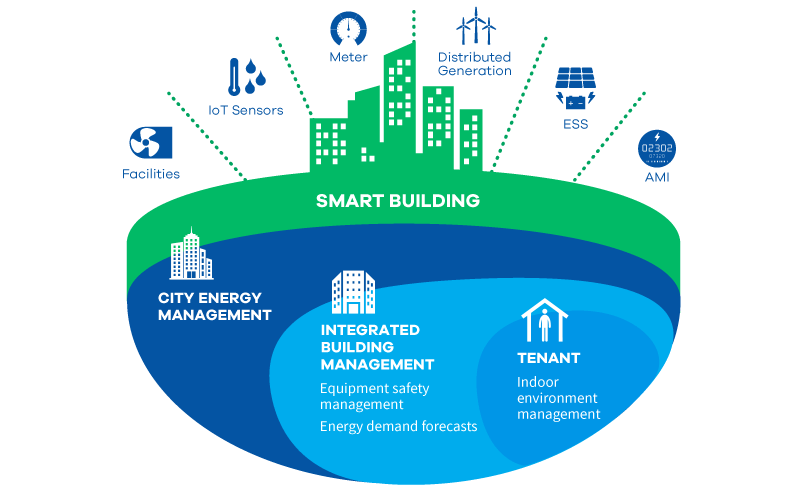 Meter
Distributed
Generation
IoT Sensors
ESS
Facilities
02302
AMI
SMART BUILDING
CITY ENERGY
MANAGEMENT
INTEGRATED
BUILDING
MANAGEMENT
Equipment safety
management
Energy demand forecasts
TENANT
Indoor
environment
management